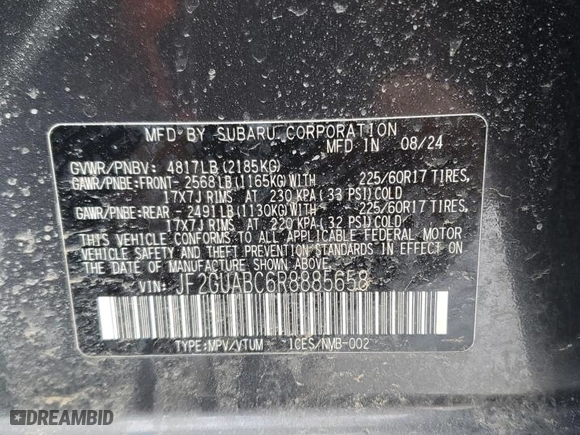 MFD BY SUBARU CORPORATION
MFD IN 08/24
GVWR/PNBV: 4817LB(2185KG)
GAWR/PNBE:FRONT- 2568LB(1165KG)WITH 225/60R17 TIRES,
17X7J RIMS AT 230 KPA(33 PSI)COLD
GAWR/PNBE:REAR - 2491LB(1130KG)WITH 225/60R17 TIRES,
17X7J RIMS AT 220 KPA(32 PSI)COLD
THIS VEHICLE CONFORMS TO ALL APPLICABLE FEDERAL MOTOR
VEHICLE SAFETY BUMPER AND THEFT PREVENTION STANDARDS IN EFFECT ON
THE DATE OF MANUFACTURE SHOWN ABOVE
VIN: JF2GUABC6R8885658
TYPE:MPV/VTUM 1CES/NMB-002
DREAMBID